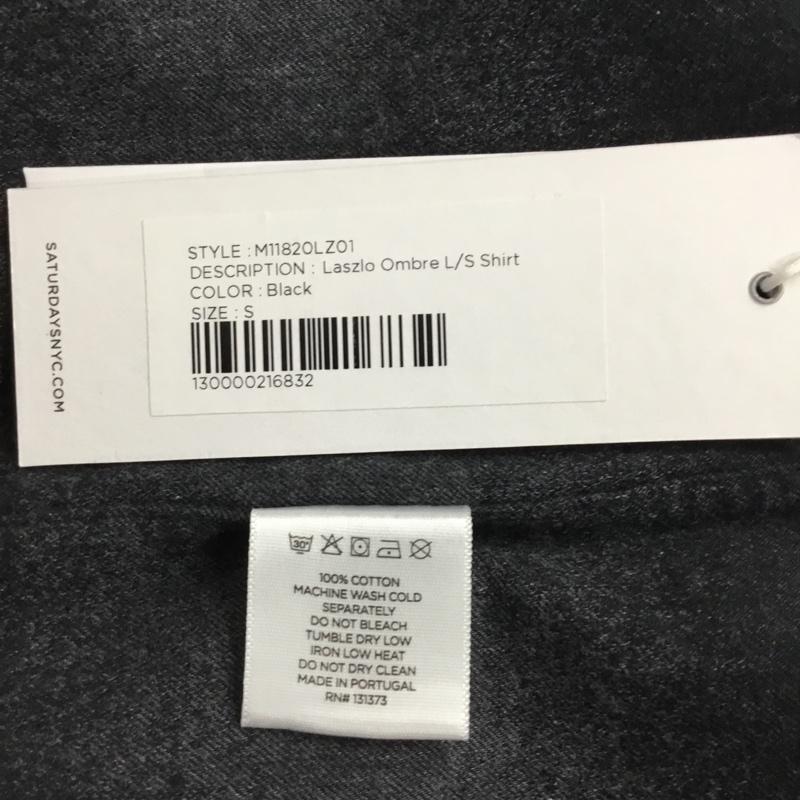 SATURDAYSNYC.COM
STYLE : M11820LZ01
DESCRIPTION : Laszlo Ombre L/S Shirt
COLOR : Black
SIZE : S
130000216832
30°
100% COTTON
MACHINE WASH COLD
SEPARATELY
DO NOT BLEACH
TUMBLE DRY LOW
IRON LOW HEAT
DO NOT DRY CLEAN
MADE IN PORTUGAL
RN# 131373